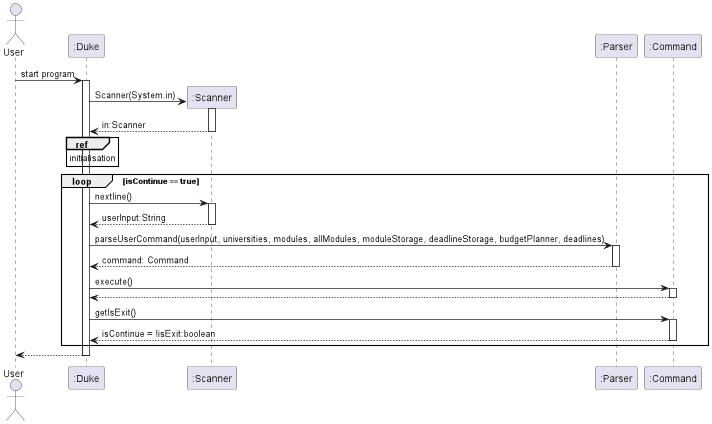 User
:Duke
:Parser
:Command
start program
Scanner(System.in)
:Scanner
in:Scanner
ref
initialisation
loop
[isContinue == true]
nextline()
userInput:String
parseUserCommand(userInput, universities, modules, allModules, moduleStorage, deadlineStorage, budgetPlanner, deadlines)
command: Command
execute()
getIsExit()
isContinue = !isExit:boolean
User
:Duke
:Scanner
:Parser
:Command